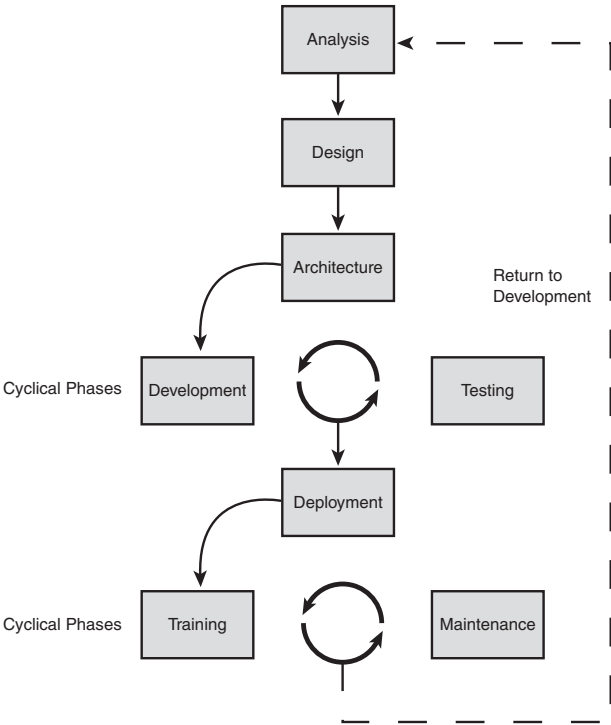 Analysis
Design
Architecture
Return to
Development
Cyclical Phases
Development
Testing
Deployment
Cyclical Phases
Training
Maintenance